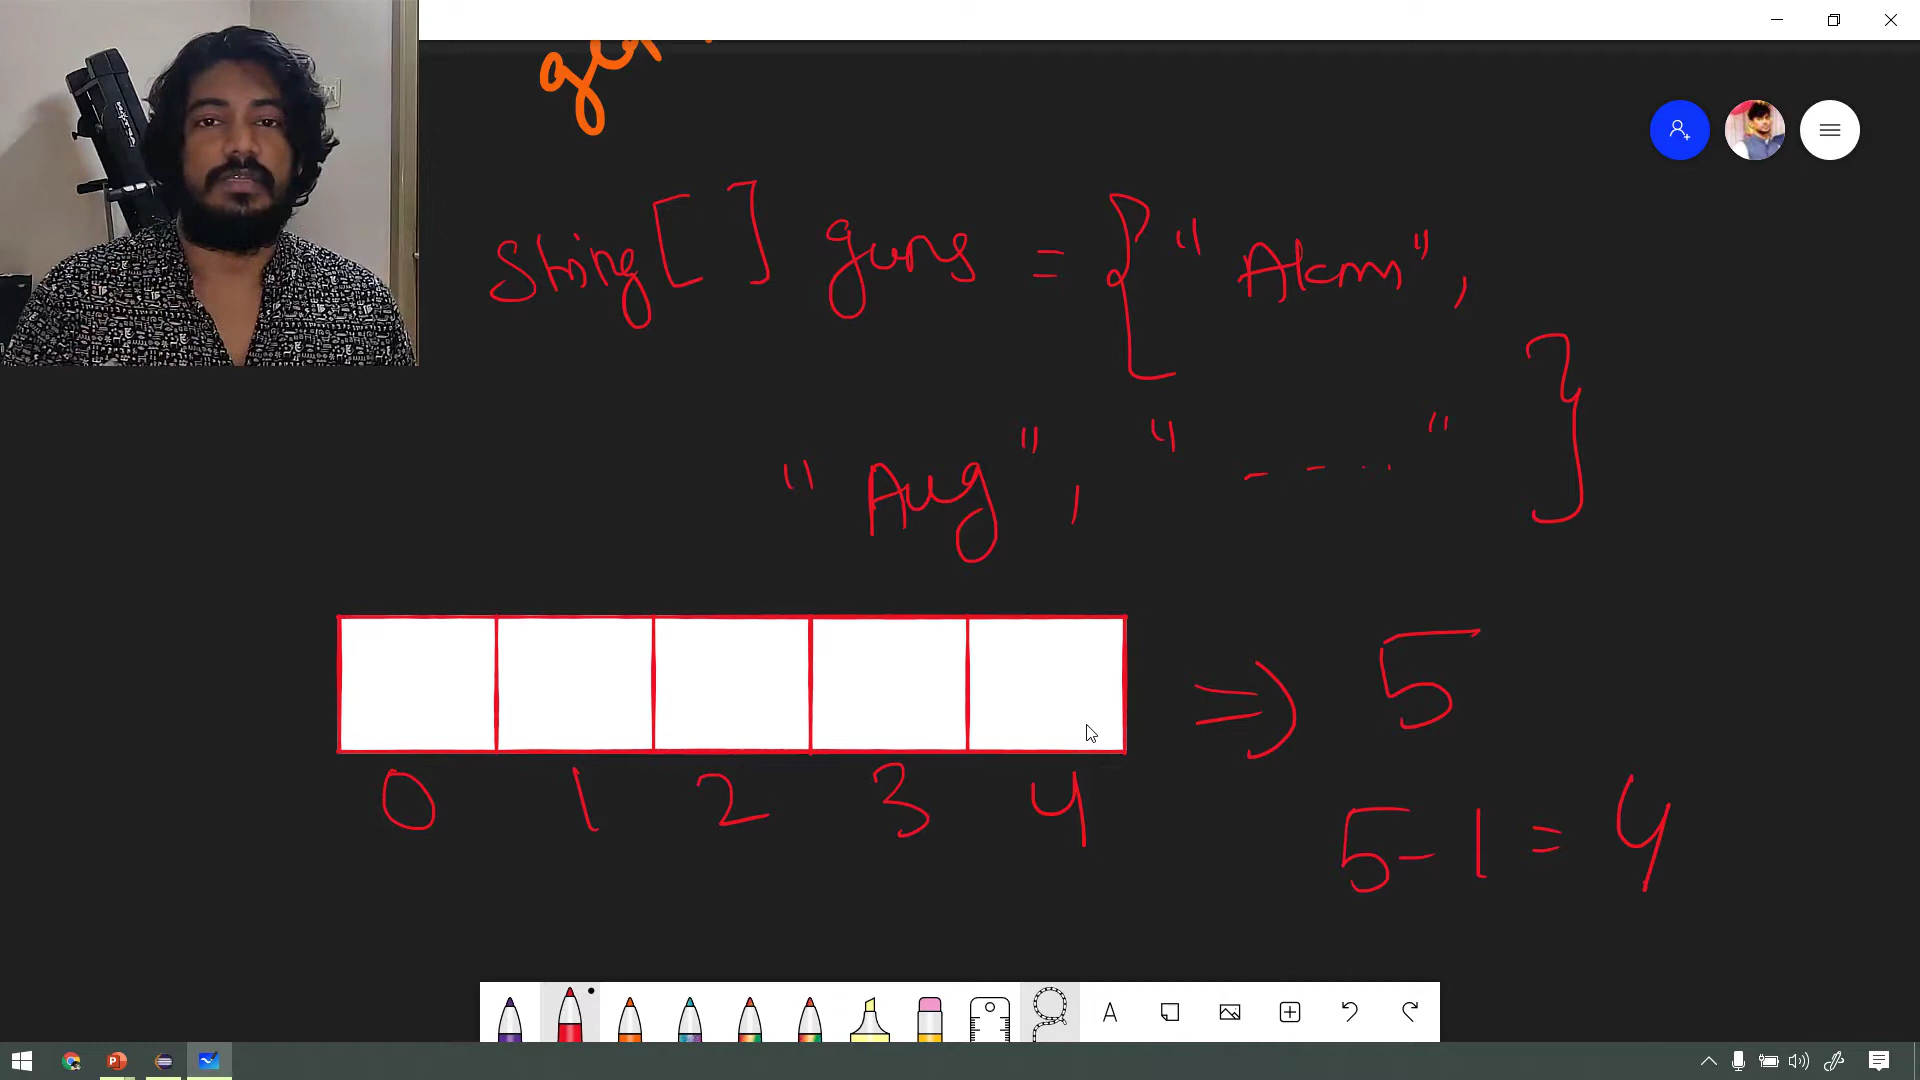 String[ ] guns = { "Akm",
"Aug", "- - - - -" }
⇒ 5
0 1 2 3 4
5-1 = 4